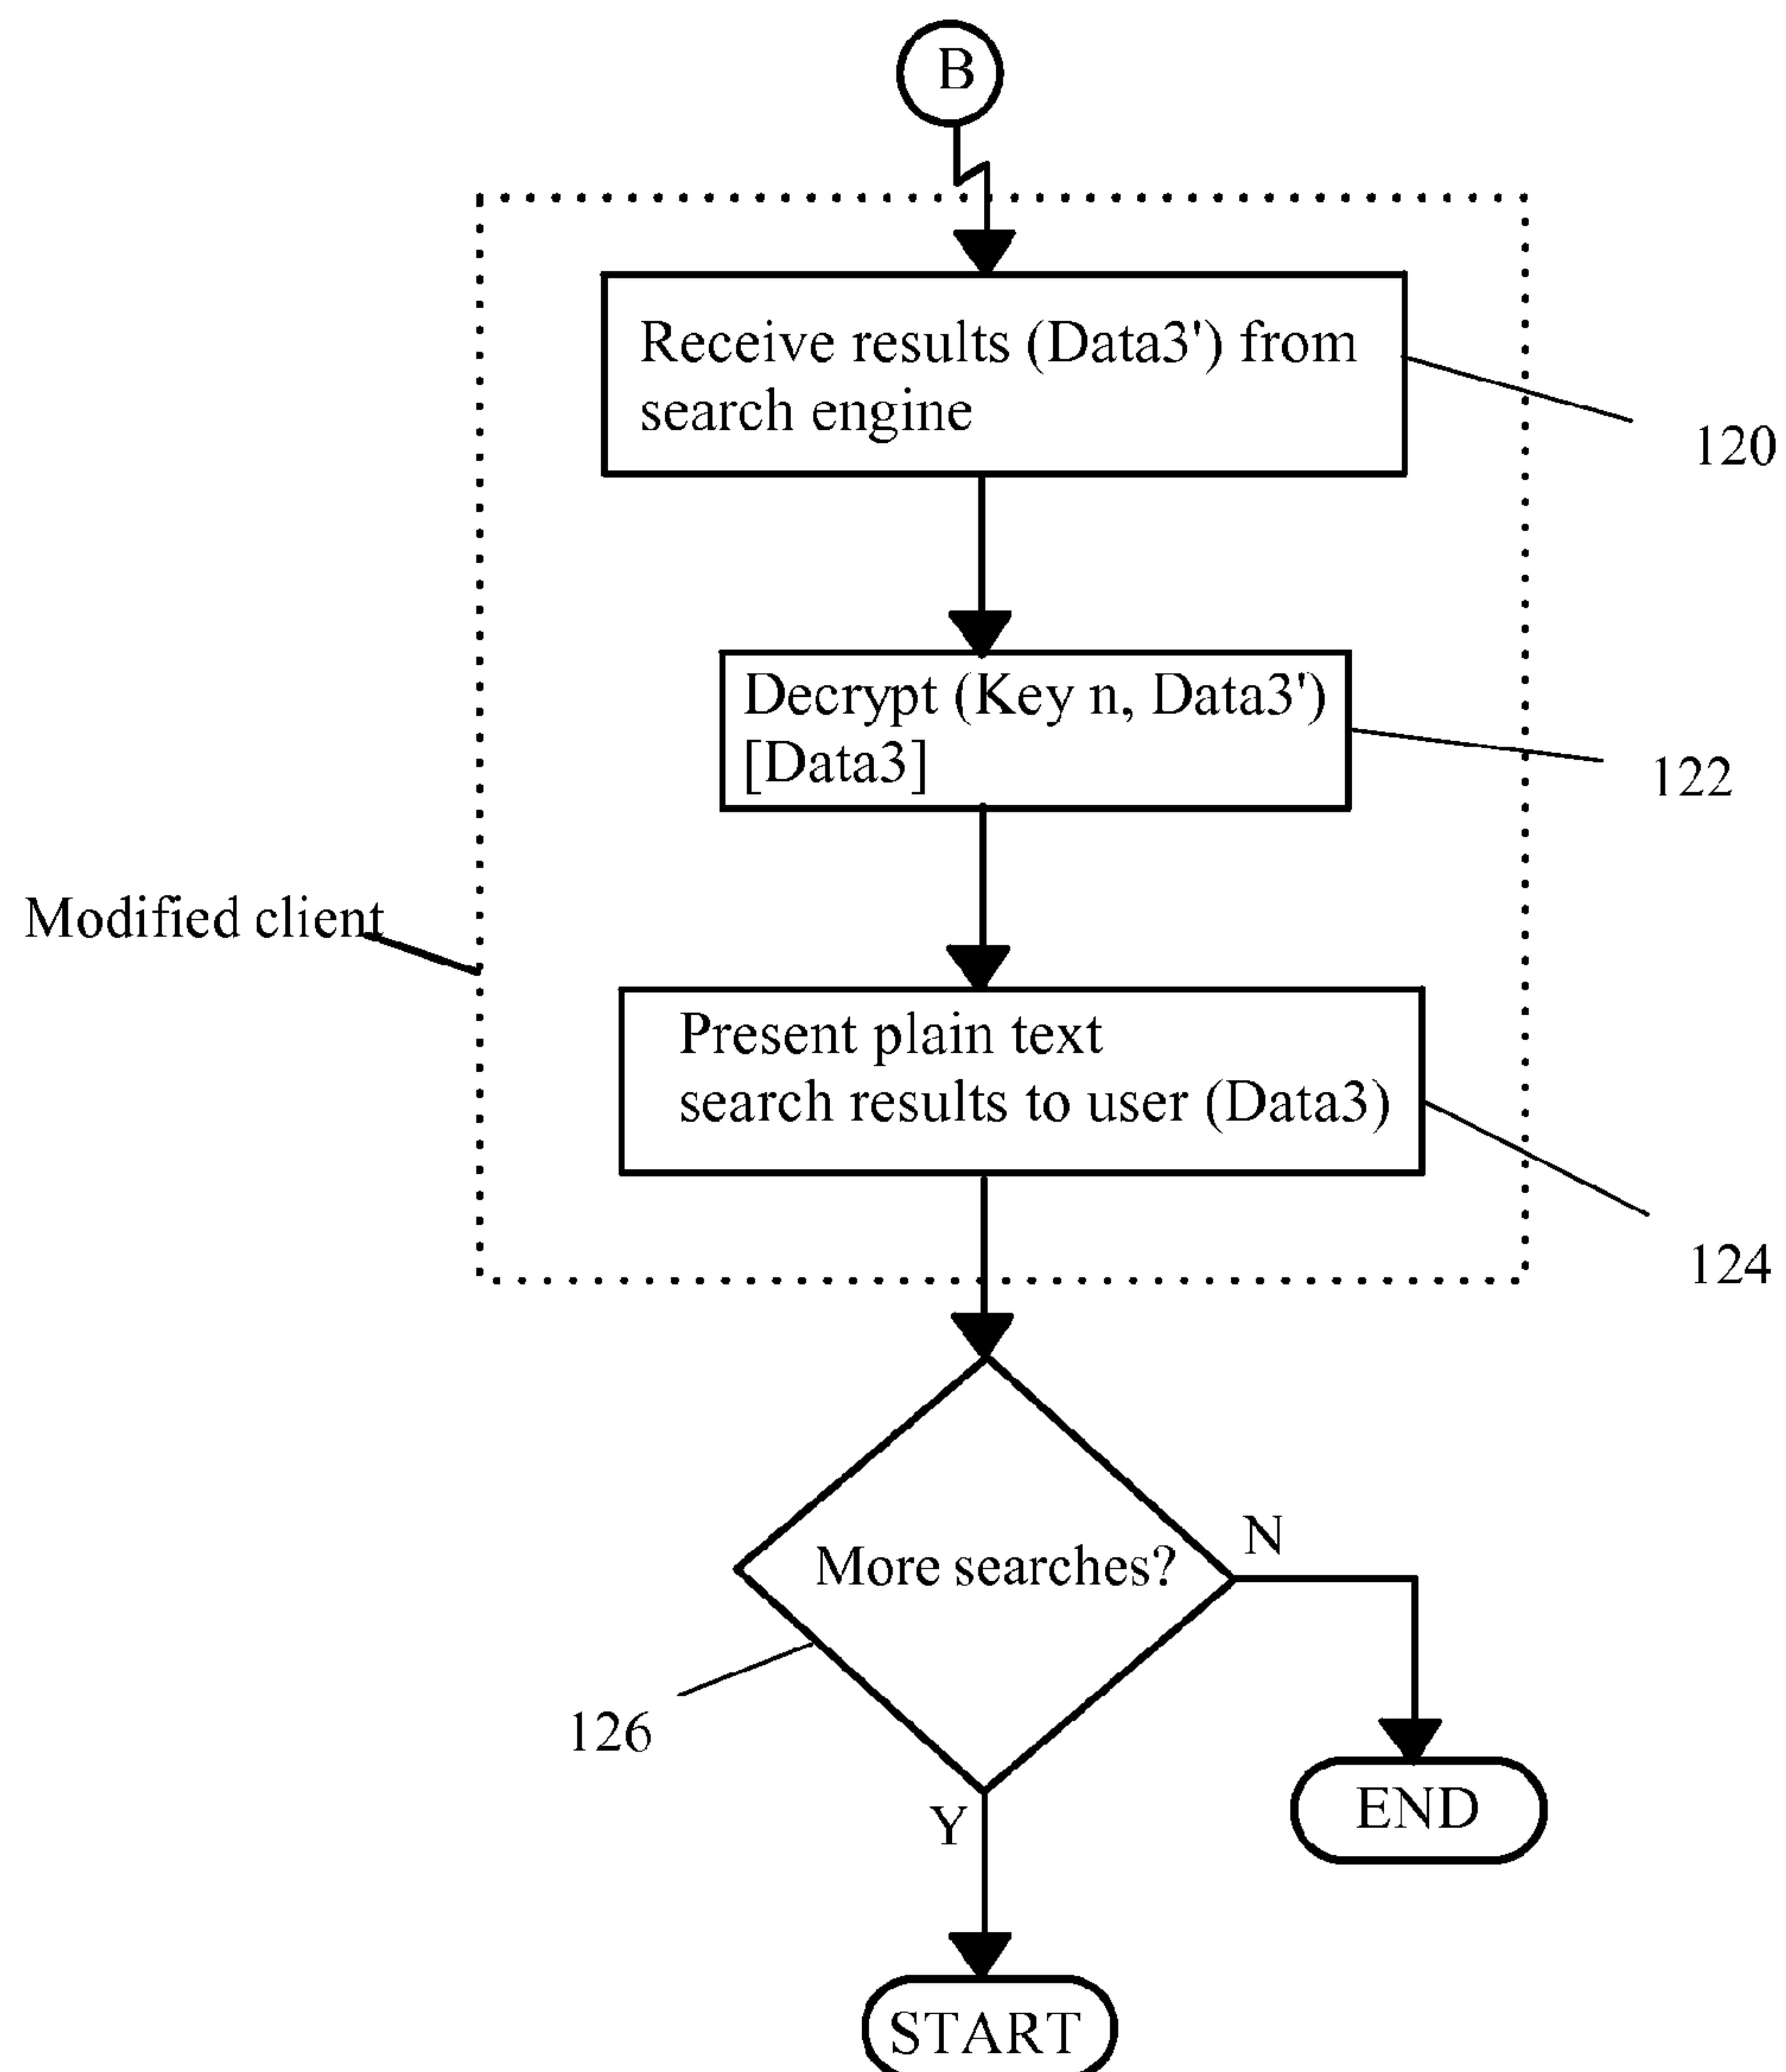 B
Receive results (Data3') from
search engine
120
Decrypt (Key n, Data3')
[Data3]
122
Modified client
Present plain text
search results to user (Data3)
124
More searches?
N
126
Y
END
START